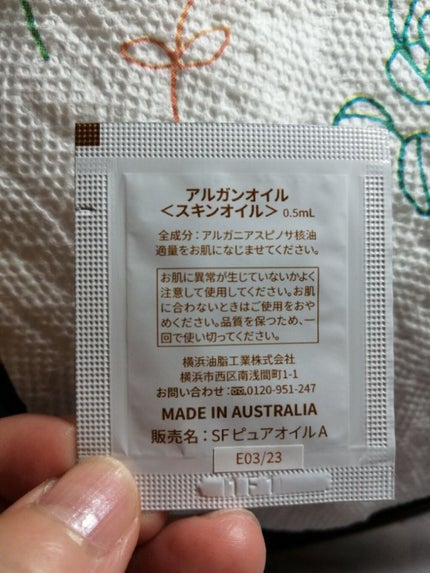 アルガンオイル
<スキンオイル> 0.5mL
全成分：アルガニアスピノサ核油
適量をお肌になじませてください。
お肌に異常が生じていないかよく
注意して使用してください。お肌
に合わないときはご使用をおや
めください。品質を保つため、一
回で使い切ってください。
横浜油脂工業株式会社
横浜市西区南浅間町1-1
お問い合わせ：0120-951-247
MADE IN AUSTRALIA
販売名：SFピュアオイルA
E03/23